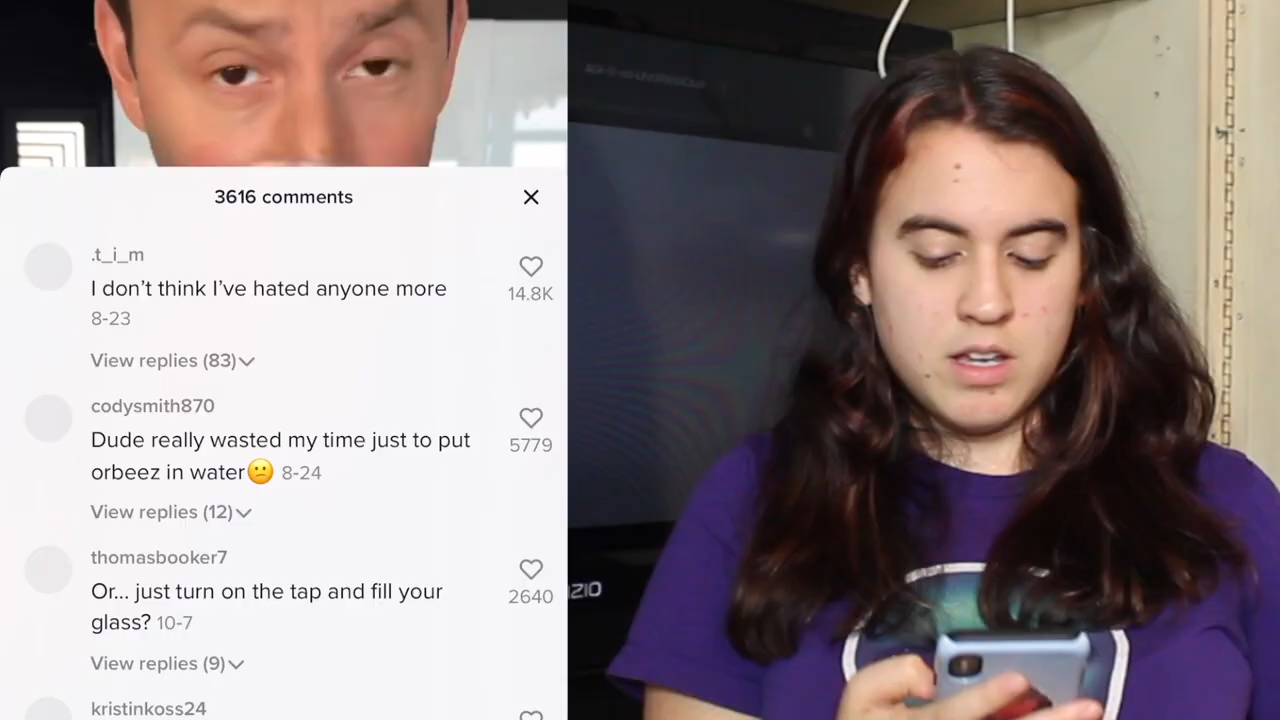 3616 comments
.t_i_m
I don’t think I’ve hated anyone more
14.8K
8-23
View replies (83)
codysmith870
Dude really wasted my time just to put
5779
orbeez in water😕 8-24
View replies (12)
thomasbooker7
Or... just turn on the tap and fill your
2640
glass? 10-7
View replies (9)
kristinkoss24